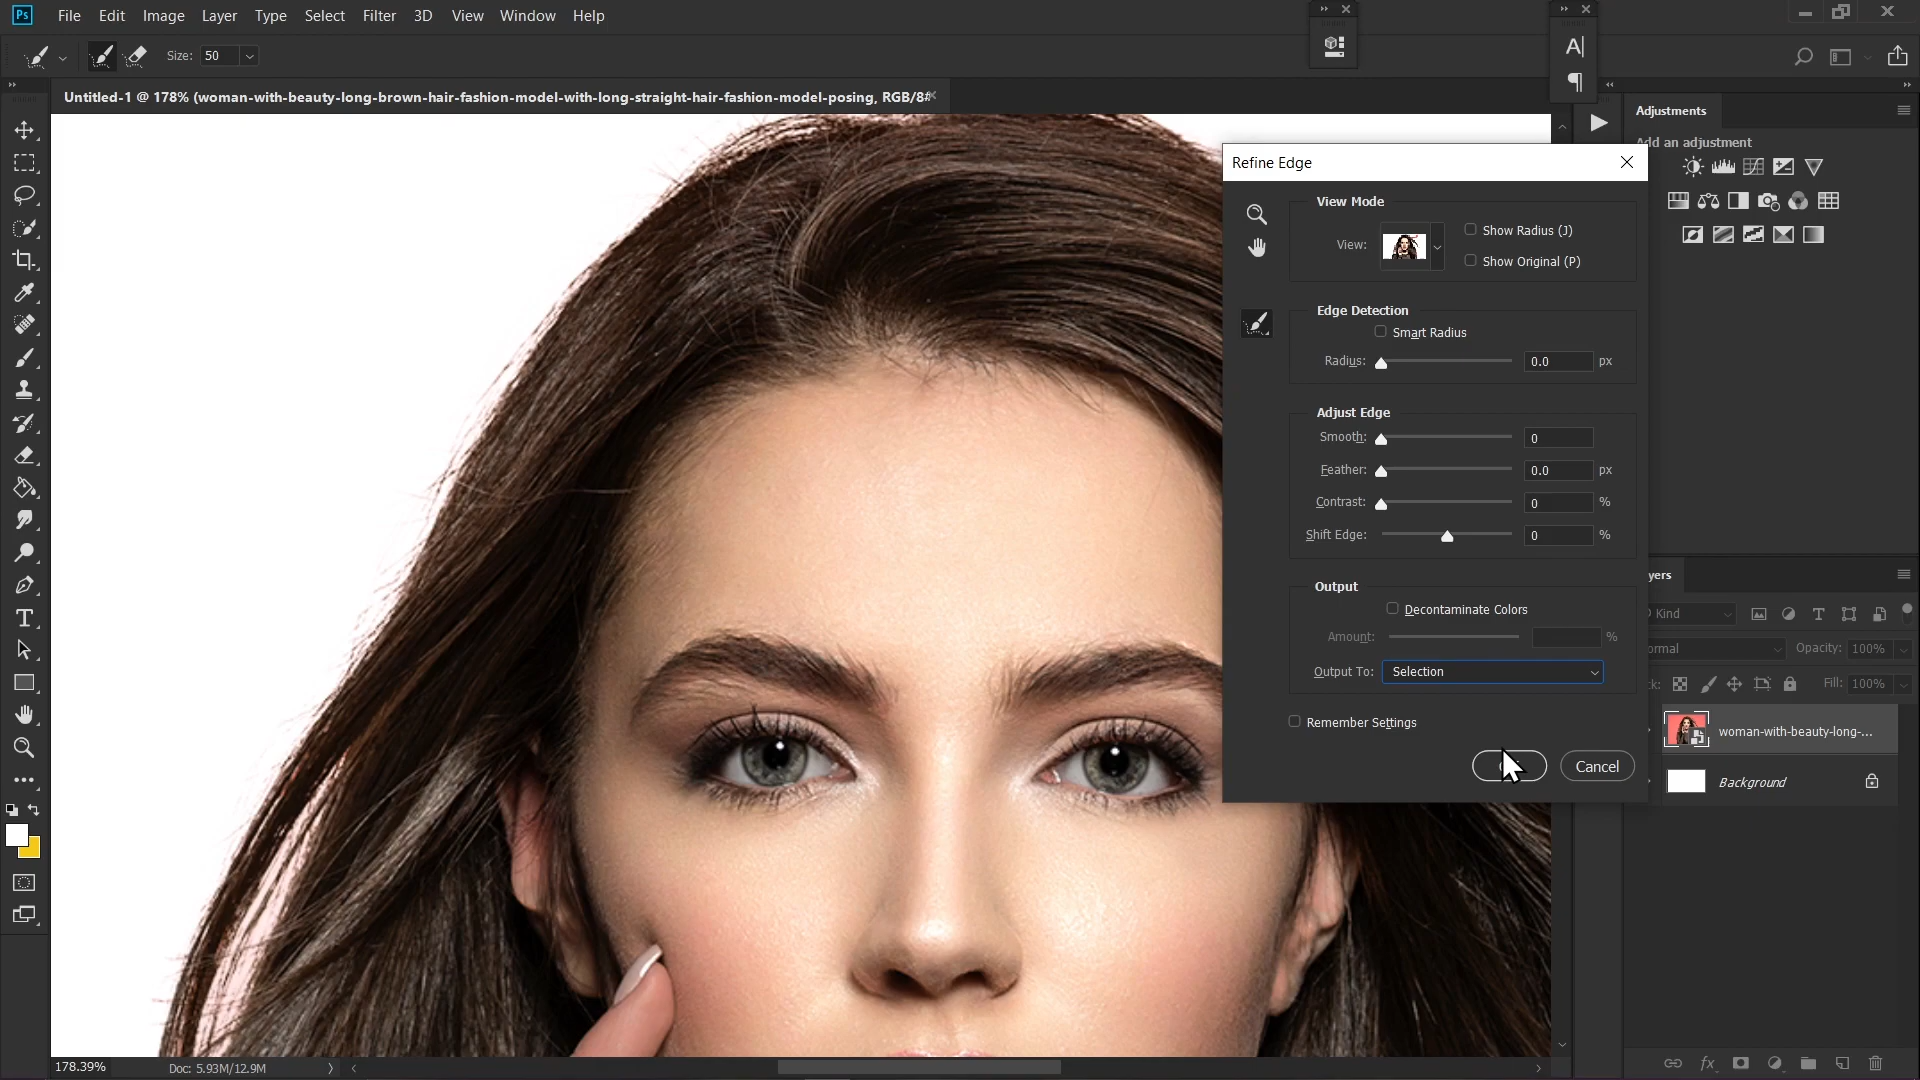 Ps File Edit Image Layer Type Select Filter 3D View Window Help
Size: 50
Untitled-1 @ 178% (woman-with-beauty-long-brown-hair-fashion-model-with-long-straight-hair-fashion-model-posing, RGB/8#
Adjustments
Add an adjustment
Refine Edge
View Mode
View:
Show Radius (J)
Show Original (P)
Edge Detection
Smart Radius
Radius: 0.0 px
Adjust Edge
Smooth: 0
Feather: 0.0 px
Contrast: 0 %
Shift Edge: 0 %
Output
Decontaminate Colors
Amount: %
Output To: Selection
Remember Settings
Cancel
yers
Kind
ormal Opacity: 100%
k: Fill: 100%
woman-with-beauty-long-...
Background
178.39% Doc: 5.93M/12.9M